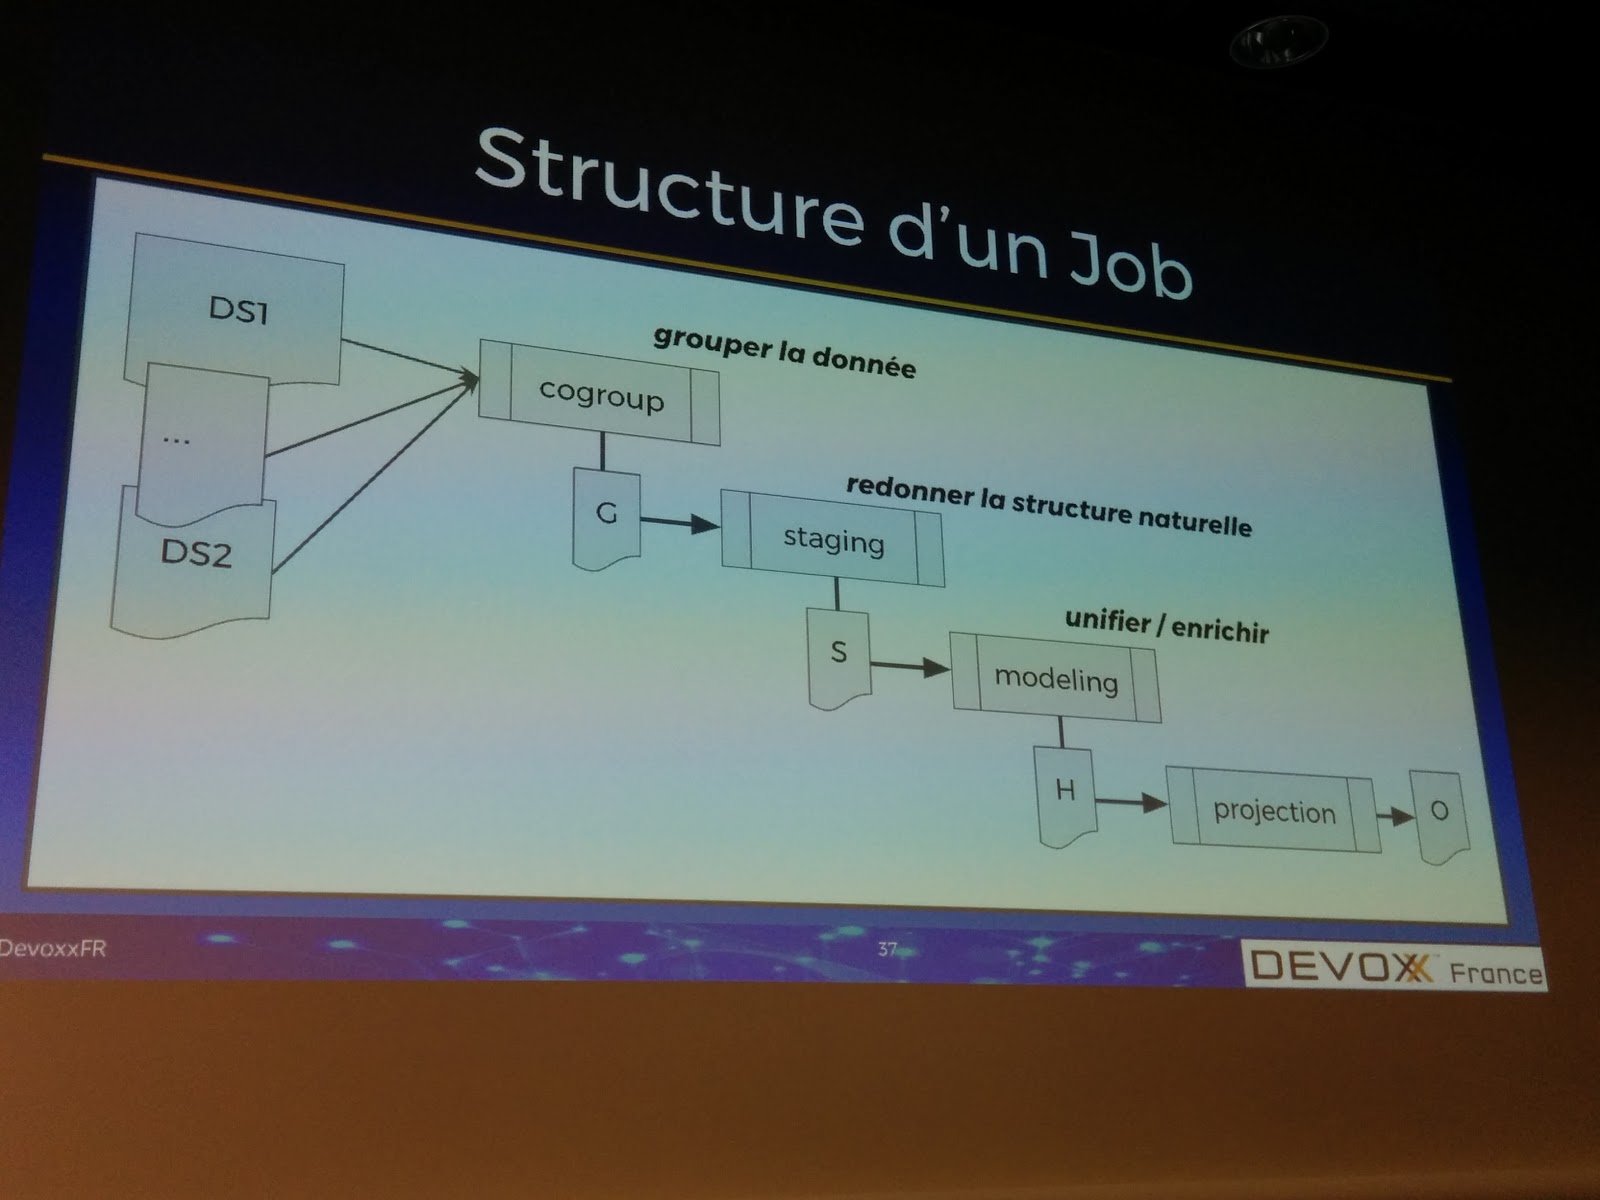 Structure d'un Job
DS1
...
DS2
grouper la donnée
cogroup
G
redonner la structure naturelle
staging
S
unifier / enrichir
modeling
H
projection
O
DevoxxFR
37
DEVOXX France